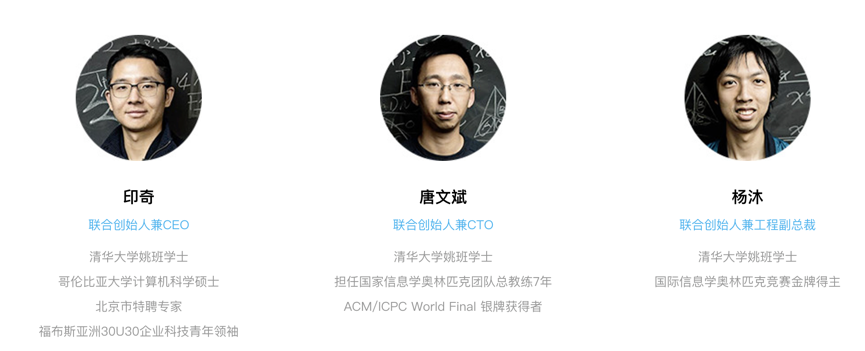 印奇
联合创始人兼CEO
清华大学姚班学士
哥伦比亚大学计算机科学硕士
北京市特聘专家
福布斯亚洲30U30企业科技青年领袖
唐文斌
联合创始人兼CTO
清华大学姚班学士
担任国家信息学奥林匹克团队总教练7年
ACM/ICPC World Final 银牌获得者
杨沐
联合创始人兼工程副总裁
清华大学姚班学士
国际信息学奥林匹克竞赛金牌得主